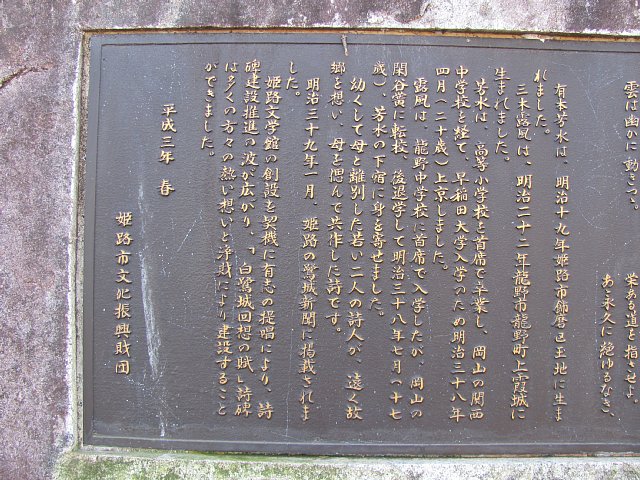 雲は幽かに動こさ、
栄ある道を指させよ、
あゝ永久に絶ゆるなき、
有本芳水は、明治十九年姫路市飾磨区玉地に生ま
れました。
三木露風は、明治二十二年龍野市龍野町上霞城に
生まれました。
芳水は、高等小学校を首席で卒業し、岡山の関西
中学校を経て、早稲田大学入学のため明治三十八年
四月（二十歳）上京しました。
露風は、龍野中学校に首席で入学したが、岡山の
閑谷黌に転校、後退学して明治三十八年七月（十七
歳）、芳水の下宿に身を寄せました。
幼くして母と離別した若い二人の詩人が、遠く故
郷を想い、母を偲んで共作した詩です。
明治三十九年一月、姫路の鷺城新聞に掲載されま
した。
姫路文学館の創設を契機に有志の提唱により、詩
碑建設推進の波が広がり、「白鷺城回想の賦」詩碑
は多くの方々の熱い想いと浄財により建設すること
ができました。
平成三年 春
姫路市文化振興財団